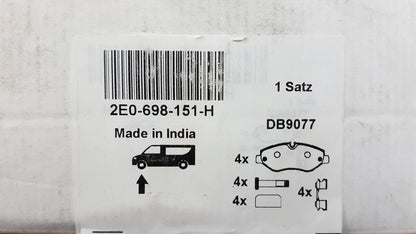 2E0-698-151-H
1 Satz
Made in India
DB9077
4x
4x
4x
4x